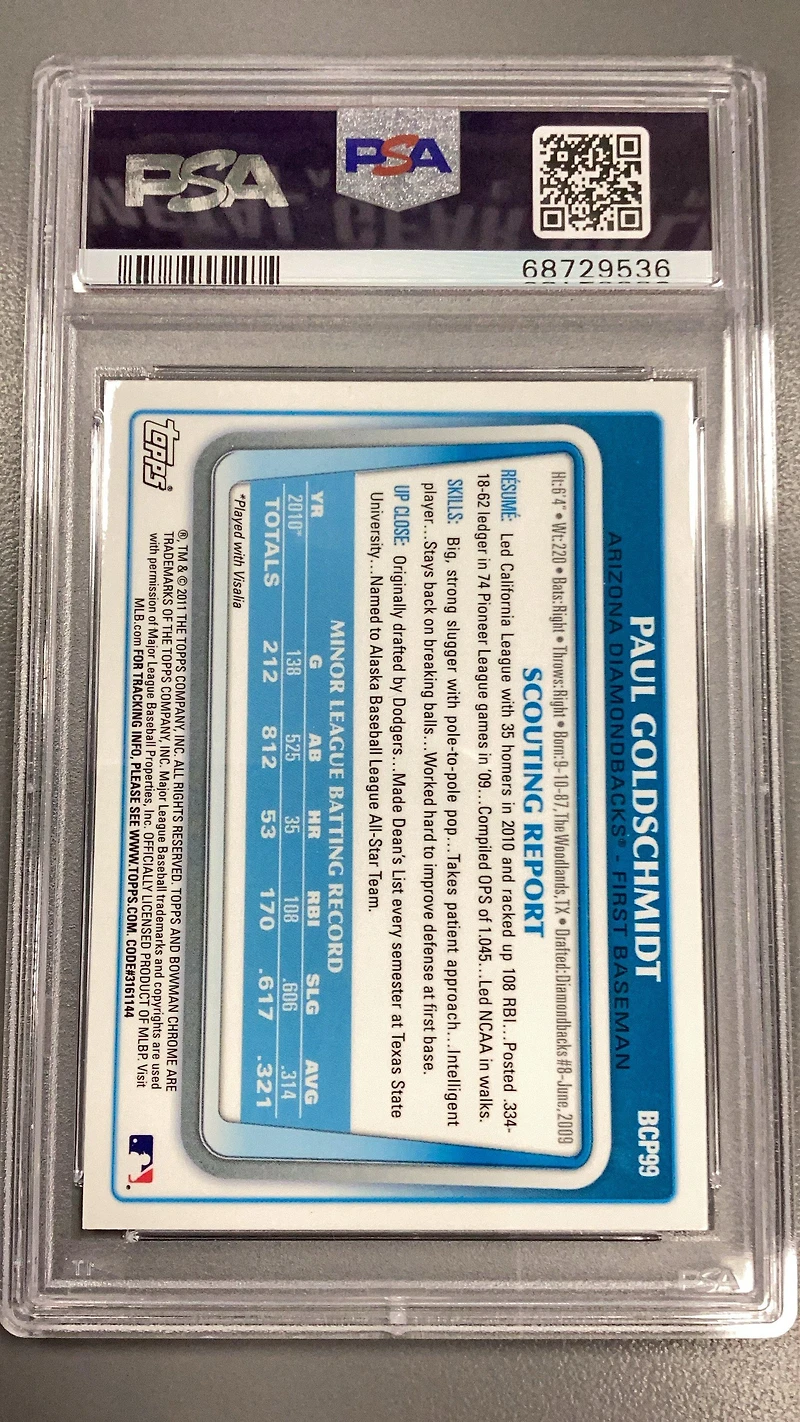 PSA
PSA
68729536
BCP99
PAUL GOLDSCHMIDT
ARIZONA DIAMONDBACKS® - FIRST BASEMAN
Ht:6'4" • Wt:220 • Bats:Right • Throws:Right • Born:9-10-87, The Woodlands, TX • Drafted:Diamondbacks #8-June, 2009
SCOUTING REPORT
RÉSUMÉ: Led California League with 35 homers in 2010 and racked up 108 RBI...Posted .334-
18-62 ledger in 74 Pioneer League games in '09...Compiled OPS of 1.045...Led NCAA in walks.
SKILLS: Big, strong slugger with pole-to-pole pop...Takes patient approach...Intelligent
player...Stays back on breaking balls...Worked hard to improve defense at first base.
UP CLOSE: Originally drafted by Dodgers...Made Dean's List every semester at Texas State
University...Named to Alaska Baseball League All-Star Team.
MINOR LEAGUE BATTING RECORD
YR G AB HR RBI SLG AVG
2010* 138 525 35 108 .606 .314
TOTALS 212 812 53 170 .617 .321
*Played with Visalia
topps®
®, TM & © 2011 THE TOPPS COMPANY, INC. ALL RIGHTS RESERVED. TOPPS AND BOWMAN CHROME ARE
TRADEMARKS OF THE TOPPS COMPANY, INC. Major League Baseball trademarks and copyrights are used
with permission of Major League Baseball Properties, Inc. OFFICIALLY LICENSED PRODUCT OF MLBP. Visit
MLB.com FOR TRACKING INFO, PLEASE SEE WWW.TOPPS.COM. CODE#3161144
PSA